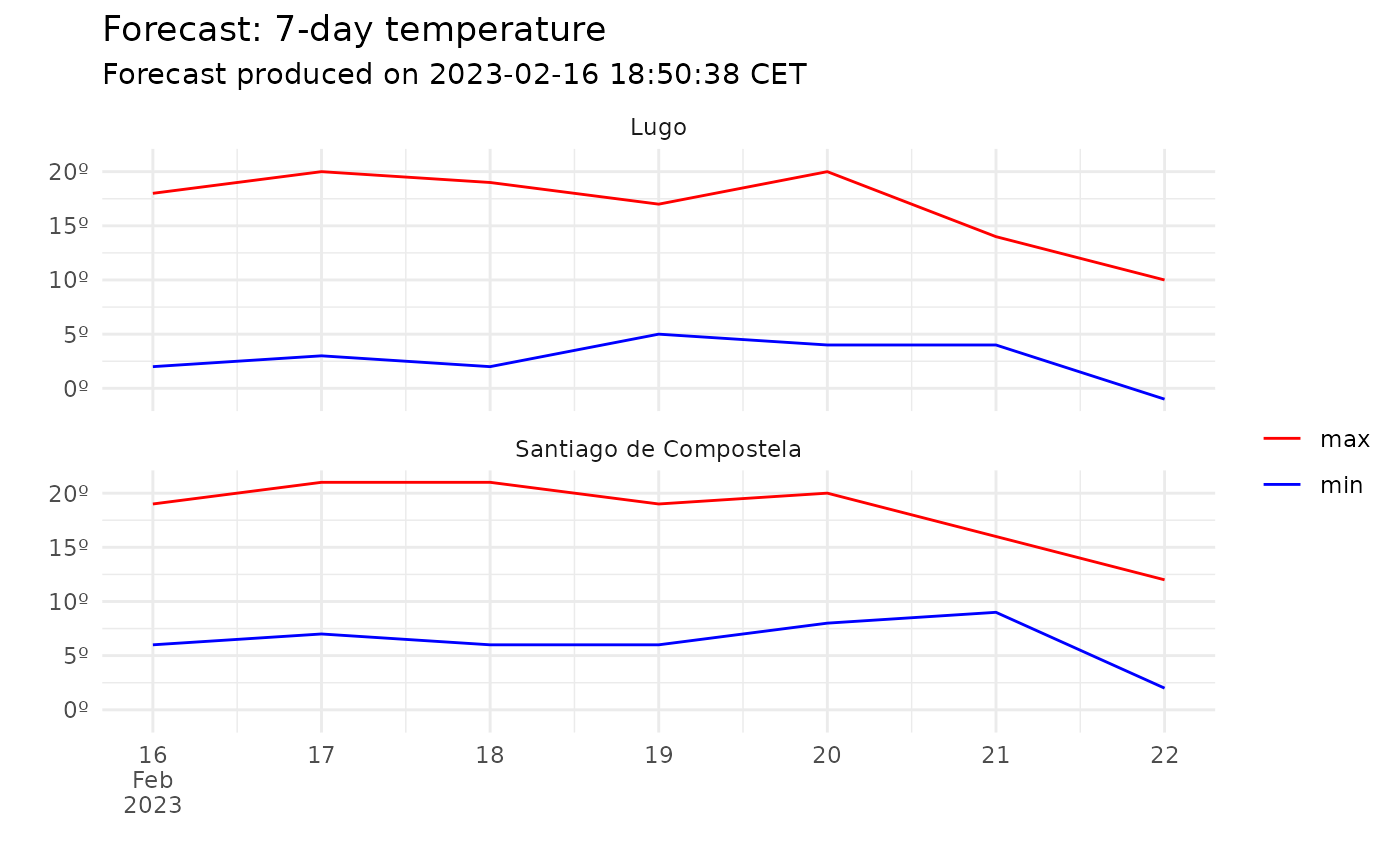 Forecast: 7-day temperature
Forecast produced on 2023-02-16 18:50:38 CET
Lugo
20º
15º
10º
5º
0º
Santiago de Compostela
20º
15º
10º
5º
0º
16 17 18 19 20 21 22
Feb
2023
max
min